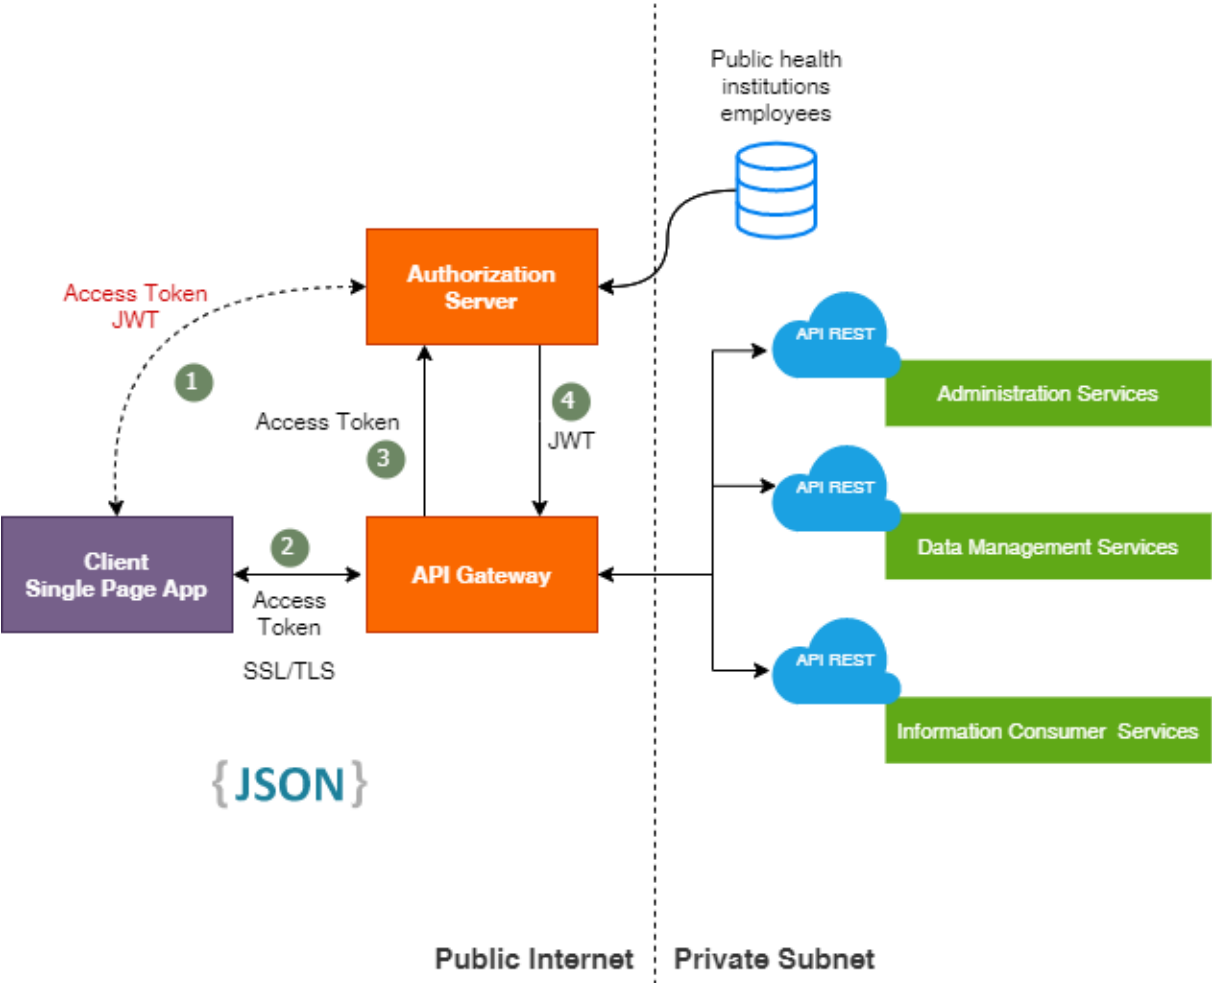 Public health
institutions
employees
Authorization
Server
Access Token
JWT
1
API REST
Administration Services
4
JWT
Access Token
3
API REST
Data Management Services
Client
Single Page App
2
Access
Token
SSL/TLS
API Gateway
API REST
Information Consumer Services
{JSON}
Public Internet
Private Subnet